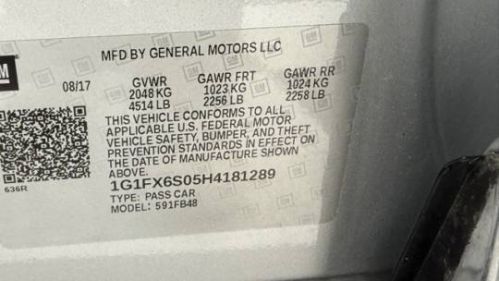 MFD BY GENERAL MOTORS LLC
GM
08/17 GVWR GAWR FRT GAWR RR
2048 KG 1023 KG 1024 KG
4514 LB 2256 LB 2258 LB
THIS VEHICLE CONFORMS TO ALL
APPLICABLE U.S. FEDERAL MOTOR
VEHICLE SAFETY, BUMPER, AND THEFT
PREVENTION STANDARDS IN EFFECT ON
THE DATE OF MANUFACTURE SHOWN
ABOVE.
636R
1G1FX6S05H4181289
TYPE: PASS CAR
MODEL: 591FB48